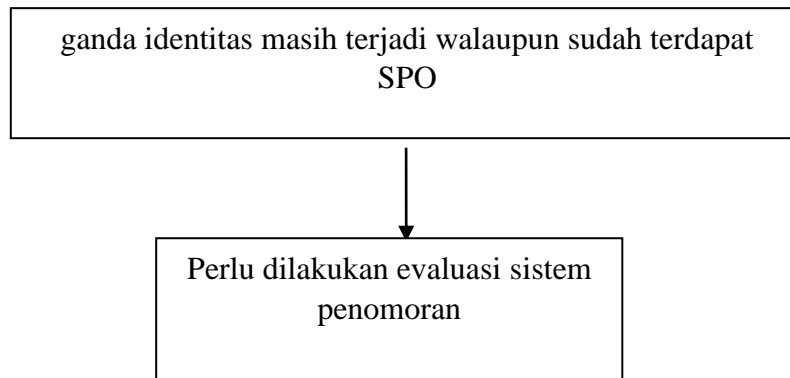 ganda identitas masih terjadi walaupun sudah terdapat
SPO
Perlu dilakukan evaluasi sistem
penomoran